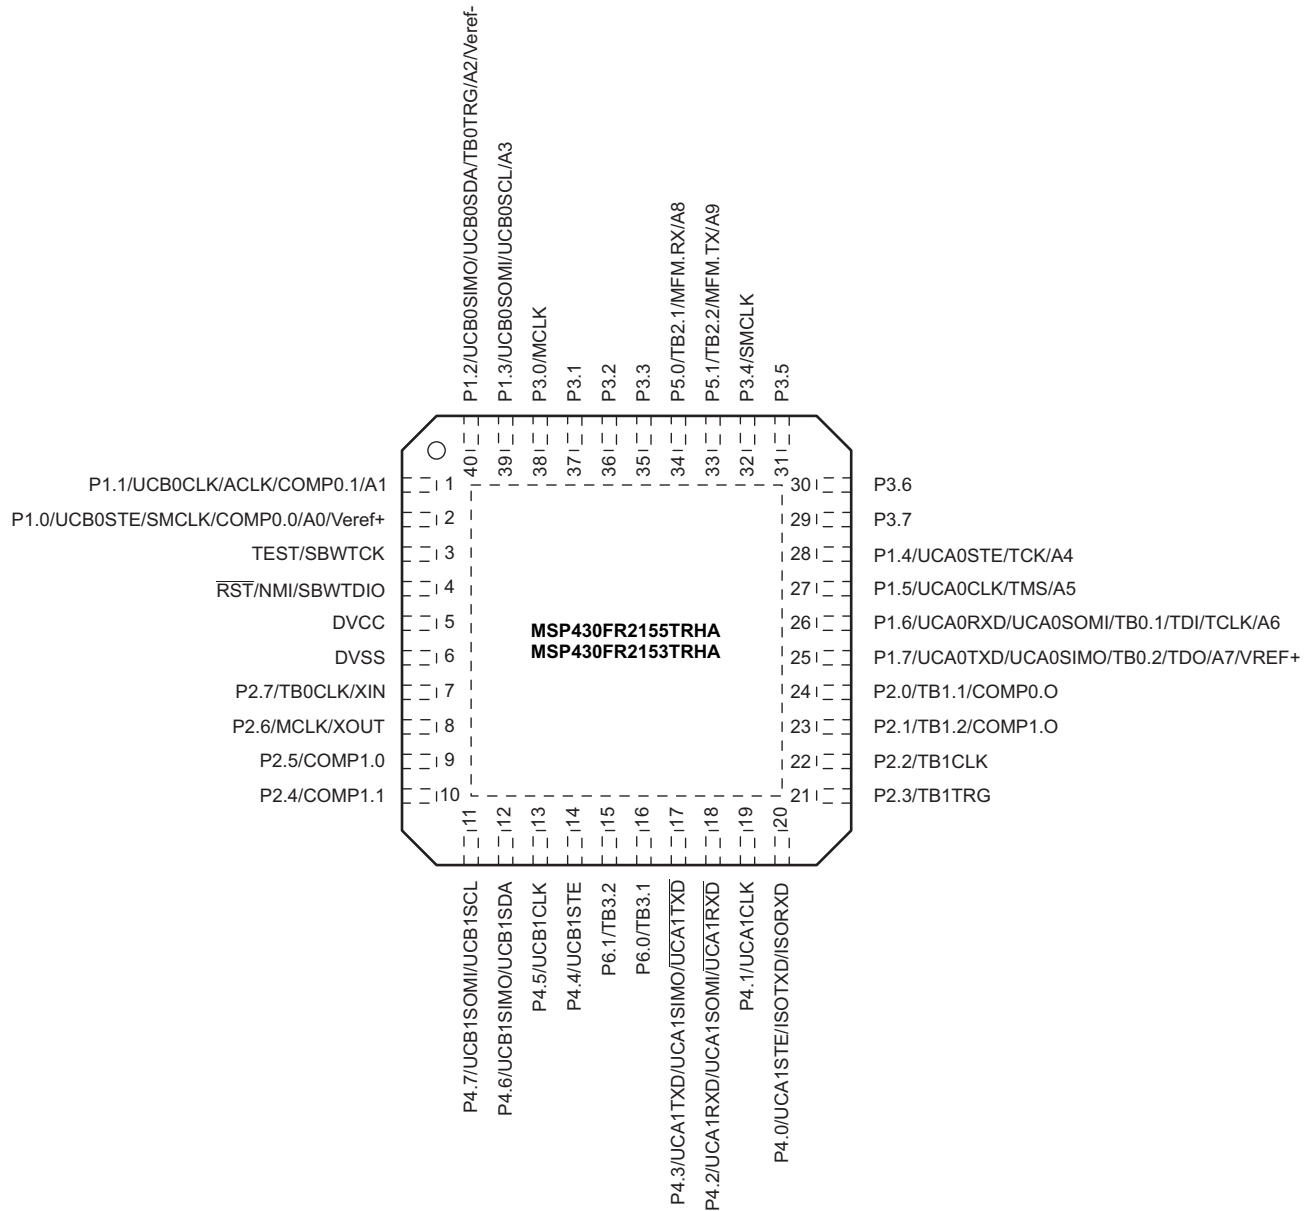 P1.2/UCB0SIMO/UCB0SDA/TB0TRG/A2/Veref-
P1.3/UCB0SOMI/UCB0SCL/A3
P3.0/MCLK
P3.1
P3.2
P3.3
P5.0/TB2.1/MFM.RX/A8
P5.1/TB2.2/MFM.TX/A9
P3.4/SMCLK
P3.5
40
39
38
37
36
35
34
33
32
31
P1.1/UCB0CLK/ACLK/COMP0.1/A1
1
P1.0/UCB0STE/SMCLK/COMP0.0/A0/Veref+
2
TEST/SBWTCK
3
R̅S̅T̅/NMI/SBWTDIO
4
DVCC
5
DVSS
6
P2.7/TB0CLK/XIN
7
P2.6/MCLK/XOUT
8
P2.5/COMP1.0
9
P2.4/COMP1.1
10
MSP430FR2155TRHA
MSP430FR2153TRHA
30
P3.6
29
P3.7
28
P1.4/UCA0STE/TCK/A4
27
P1.5/UCA0CLK/TMS/A5
26
P1.6/UCA0RXD/UCA0SOMI/TB0.1/TDI/TCLK/A6
25
P1.7/UCA0TXD/UCA0SIMO/TB0.2/TDO/A7/VREF+
24
P2.0/TB1.1/COMP0.O
23
P2.1/TB1.2/COMP1.O
22
P2.2/TB1CLK
21
P2.3/TB1TRG
11
12
13
14
15
16
17
18
19
20
P4.7/UCB1SOMI/UCB1SCL
P4.6/UCB1SIMO/UCB1SDA
P4.5/UCB1CLK
P4.4/UCB1STE
P6.1/TB3.2
P6.0/TB3.1
P4.3/UCA1TXD/UCA1SIMO/U̅C̅A̅1̅T̅X̅D̅
P4.2/UCA1RXD/UCA1SOMI/U̅C̅A̅1̅R̅X̅D̅
P4.1/UCA1CLK
P4.0/UCA1STE/ISOTXD/ISORXD